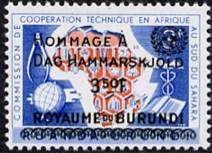 COMMISSION DE
COOPERATION TECHNIQUE EN AFRIQUE
AU SUD DU SAHARA
HOMMAGE À
DAG HAMMARSKJOLD
350F
ROYAUME DU BURUNDI